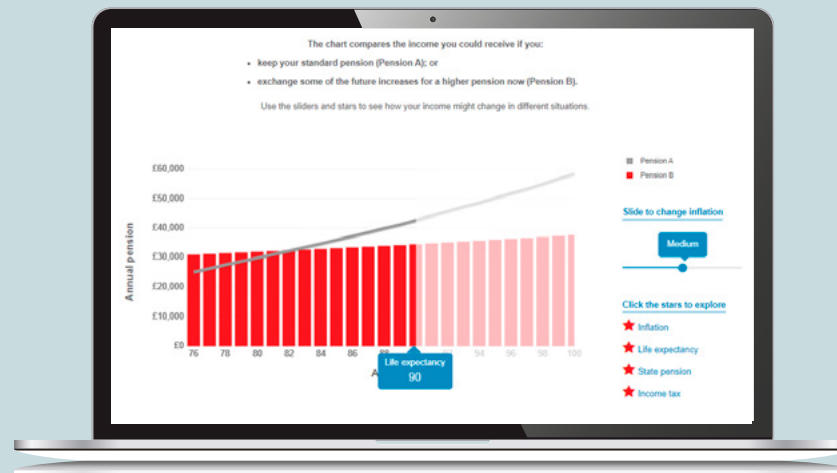 The chart compares the income you could receive if you:
• keep your standard pension (Pension A); or
• exchange some of the future increases for a higher pension now (Pension B).
Use the sliders and stars to see how your income might change in different situations.
£60,000
£50,000
£40,000
£30,000
£20,000
£10,000
£0
Annual pension
76 78 80 82 84 86 88 94 96 98 100
Life expectancy
90
Pension A
Pension B
Slide to change inflation
Medium
Click the stars to explore
Inflation
Life expectancy
State pension
Income tax